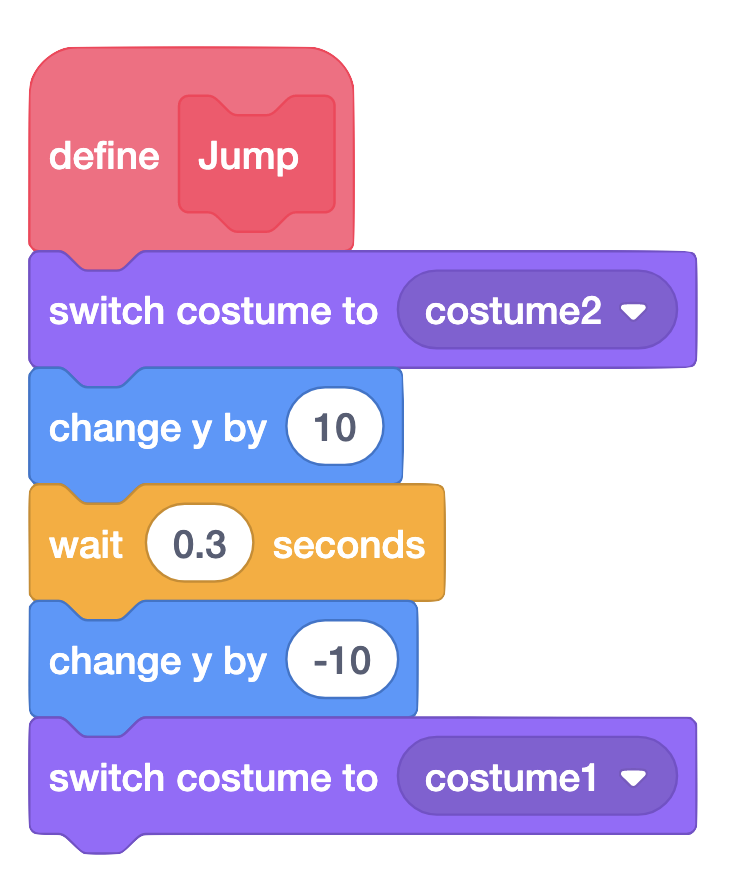 define Jump
switch costume to costume2
change y by 10
wait 0.3 seconds
change y by -10
switch costume to costume1